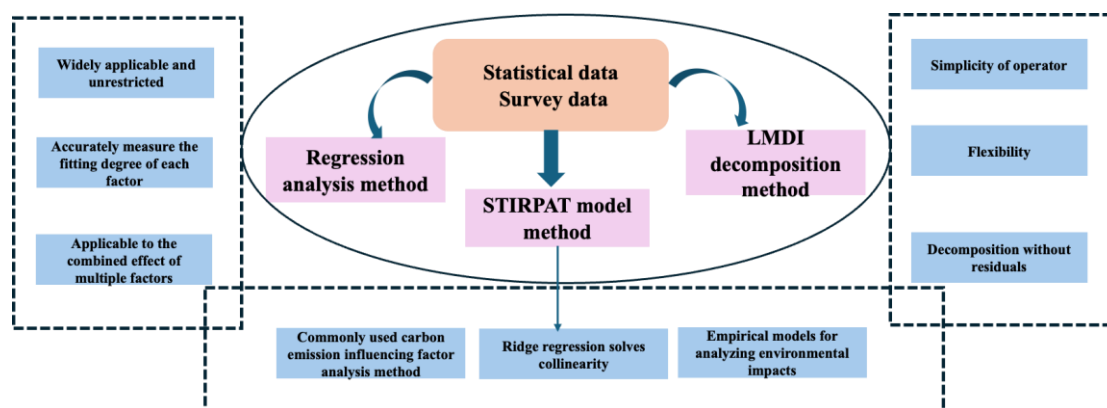 Widely applicable and
unrestricted
Accurately measure the
fitting degree of each
factor
Applicable to the
combined effect of
multiple factors
Statistical data
Survey data
Regression
analysis method
STIRPAT model
method
LMDI
decomposition
method
Simplicity of operator
Flexibility
Decomposition without
residuals
Commonly used carbon
emission influencing factor
analysis method
Ridge regression solves
collinearity
Empirical models for
analyzing environmental
impacts